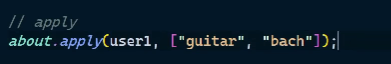 // apply
about.apply(user1, ["guitar", "bach"]);